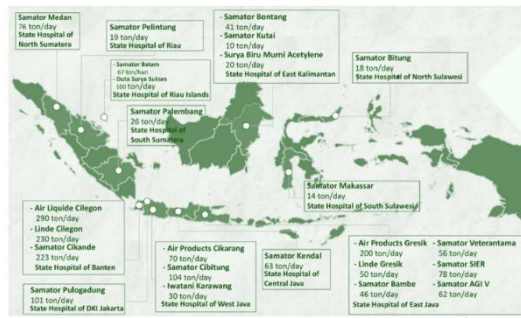 Samator Medan
76 ton/day
State Hospital of
North Sumatera
Samator Pelintung
19 ton/day
State Hospital of Riau
- Samator Batam
67 ton/hari
- Duta Surya Sukses
100 ton/day
State Hospital of Riau Islands
Samator Palembang
26 ton/day
State Hospital of
South Sumatera
- Samator Bontang
41 ton/day
- Samator Kutai
10 ton/day
- Surya Biru Murni Acetylene
20 ton/day
State Hospital of East Kalimantan
Samator Bitung
18 ton/day
State Hospital of North Sulawesi
Samator Makassar
14 ton/day
State Hospital of South Sulawesi
- Air Liquide Cilegon
290 ton/day
- Linde Cilegon
230 ton/day
- Samator Cikande
223 ton/day
State Hospital of Banten
Samator Pulogadung
101 ton/day
State Hospital of DKI Jakarta
- Air Products Cikarang
70 ton/day
- Samator Cibitung
104 ton/day
- Iwatani Karawang
30 ton/day
State Hospital of West Java
Samator Kendal
63 ton/day
State Hospital of
Central Java
- Air Products Gresik
200 ton/day
- Linde Gresik
50 ton/day
- Samator Bambe
46 ton/day
- Samator Veterantama
56 ton/day
- Samator SIER
78 ton/day
- Samator AGI V
62 ton/day
State Hospital of East Java